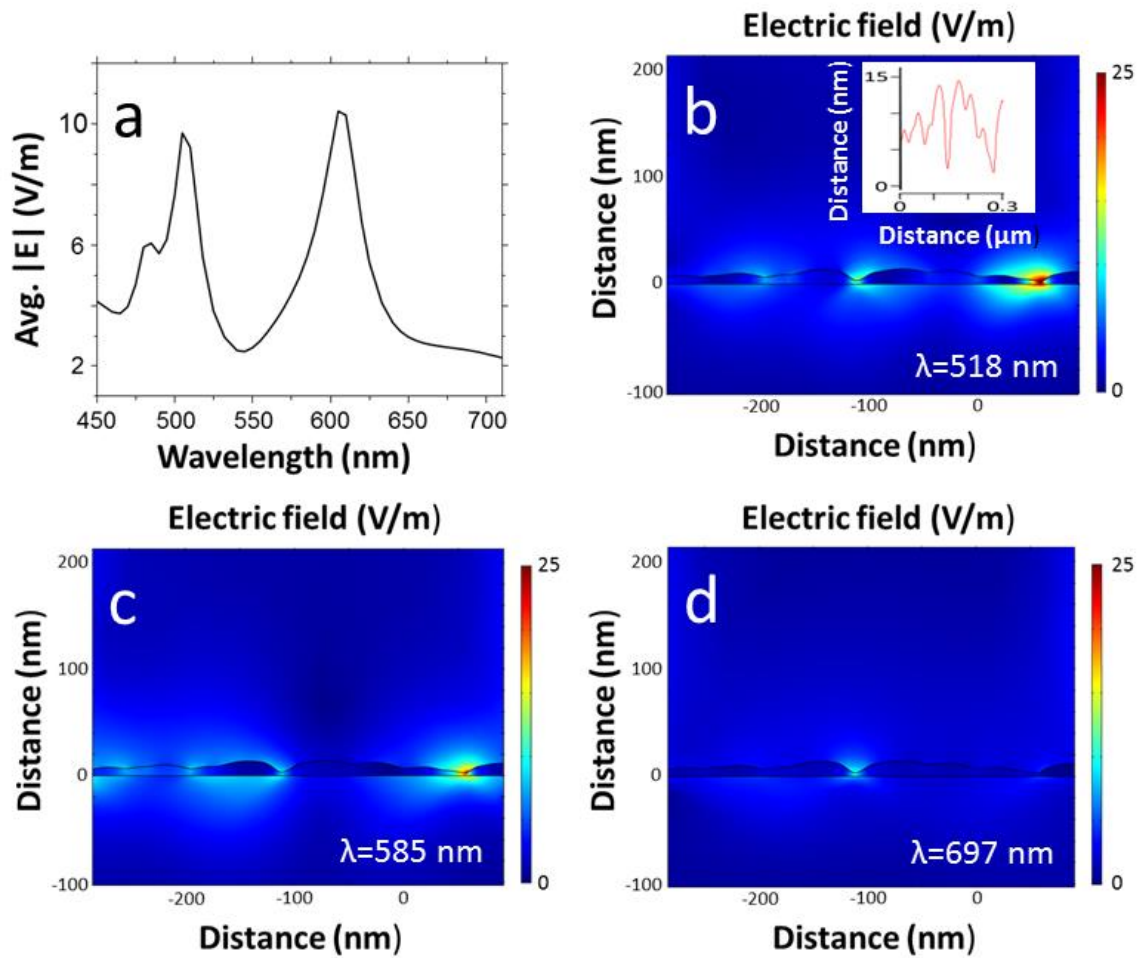 a
Avg. |E| (V/m)
10
6
2
450 500 550 600 650 700
Wavelength (nm)
Electric field (V/m)
b
Distance (nm)
200
100
0
-100
-200 -100 0
Distance (nm)
25
0
λ=518 nm
Distance (nm)
15
0
0 0.3
Distance (μm)
Electric field (V/m)
c
Distance (nm)
200
100
0
-100
-200 -100 0
Distance (nm)
25
0
λ=585 nm
Electric field (V/m)
d
Distance (nm)
200
100
0
-100
-200 -100 0
Distance (nm)
25
0
λ=697 nm